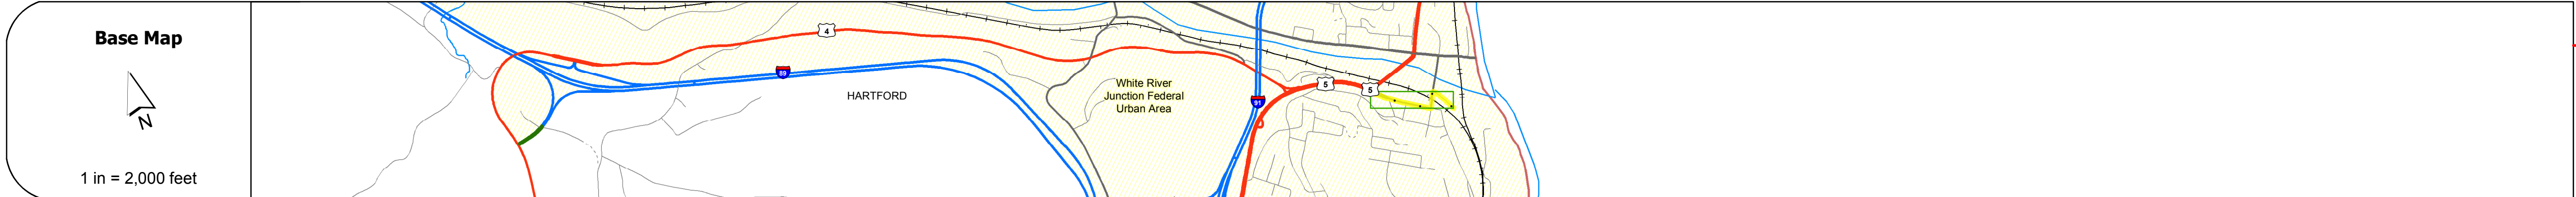 Base Map
N
1 in = 2,000 feet
4
89
HARTFORD
White River
Junction Federal
Urban Area
91
5
5